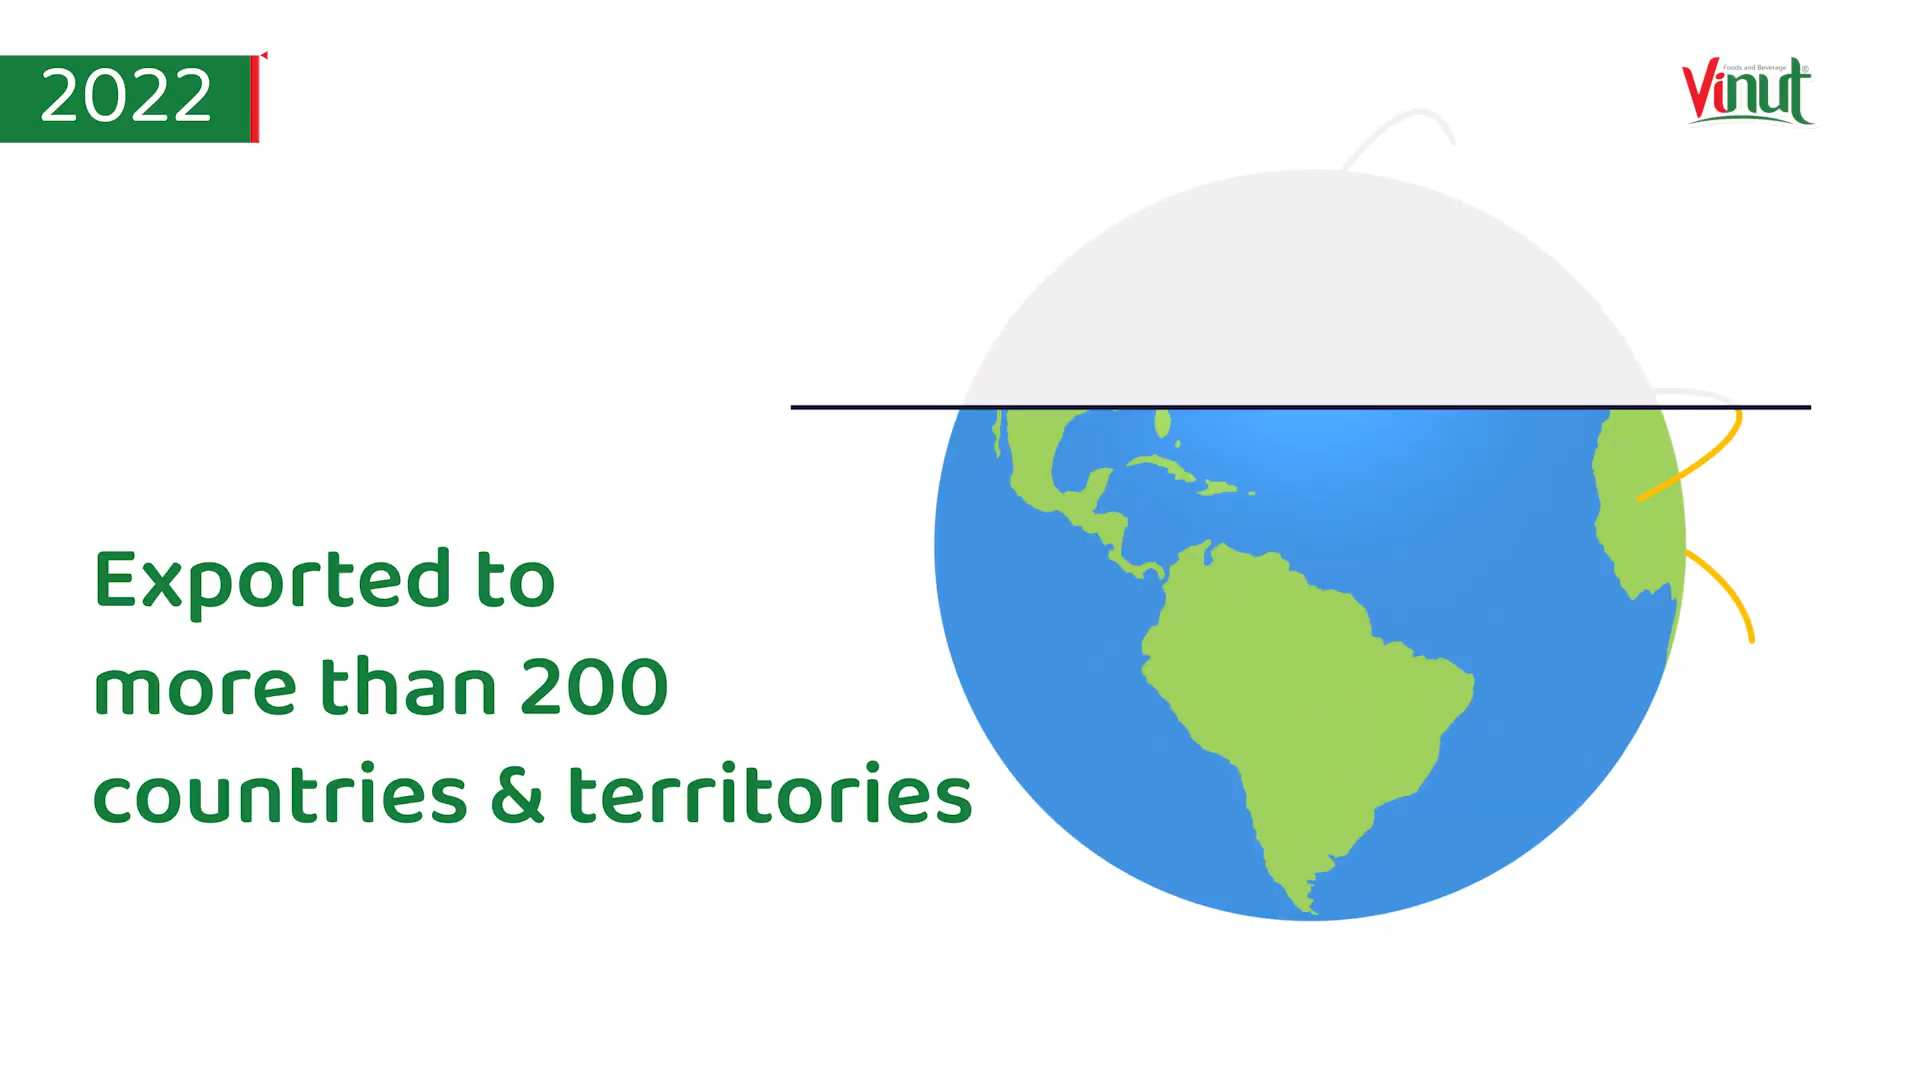 2022
Foods and Beverage
Vinut®
Exported to
more than 200
countries & territories